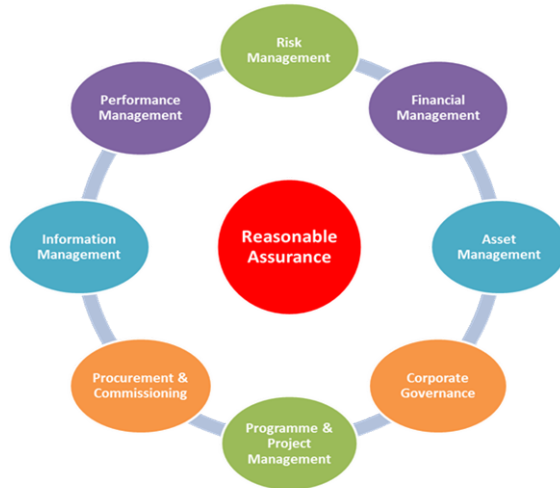 Risk
Management
Performance
Management
Financial
Management
Information
Management
Reasonable
Assurance
Asset
Management
Procurement &
Commissioning
Corporate
Governance
Programme &
Project
Management